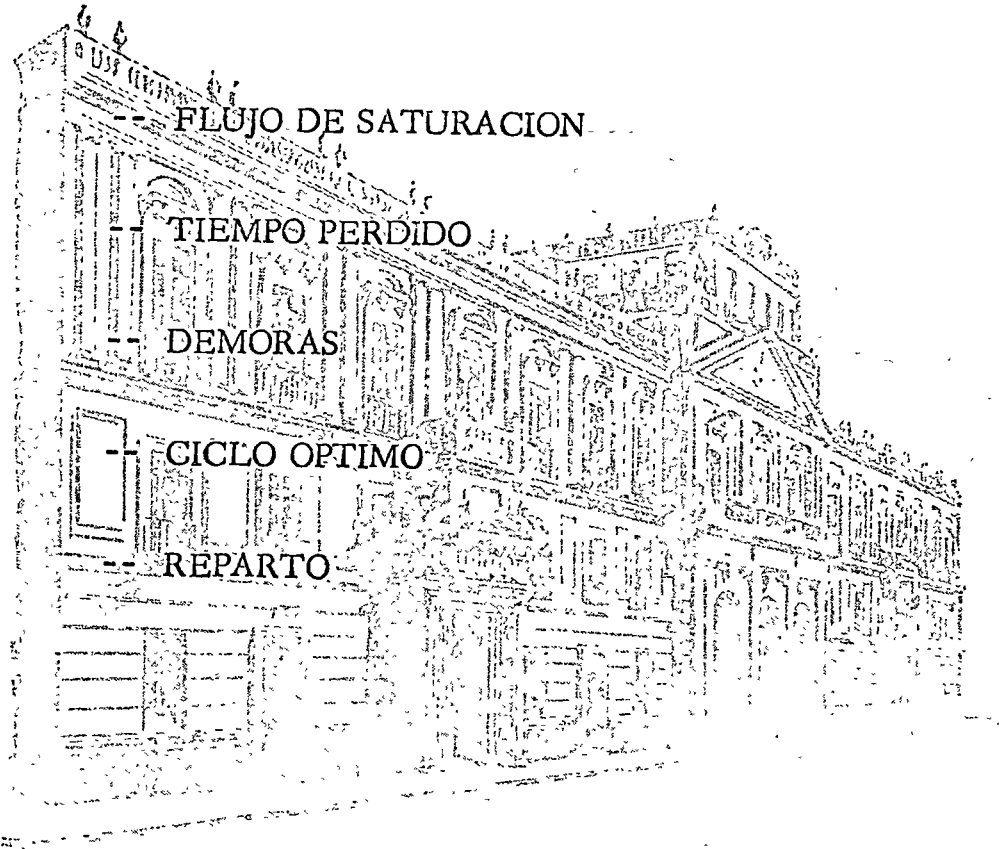 -- FLUJO DE SATURACION
-- TIEMPO PERDIDO
-- DEMORAS
-- CICLO OPTIMO
-- REPARTO